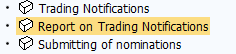 Trading Notifications
Report on Trading Notifications
Submitting of nominations